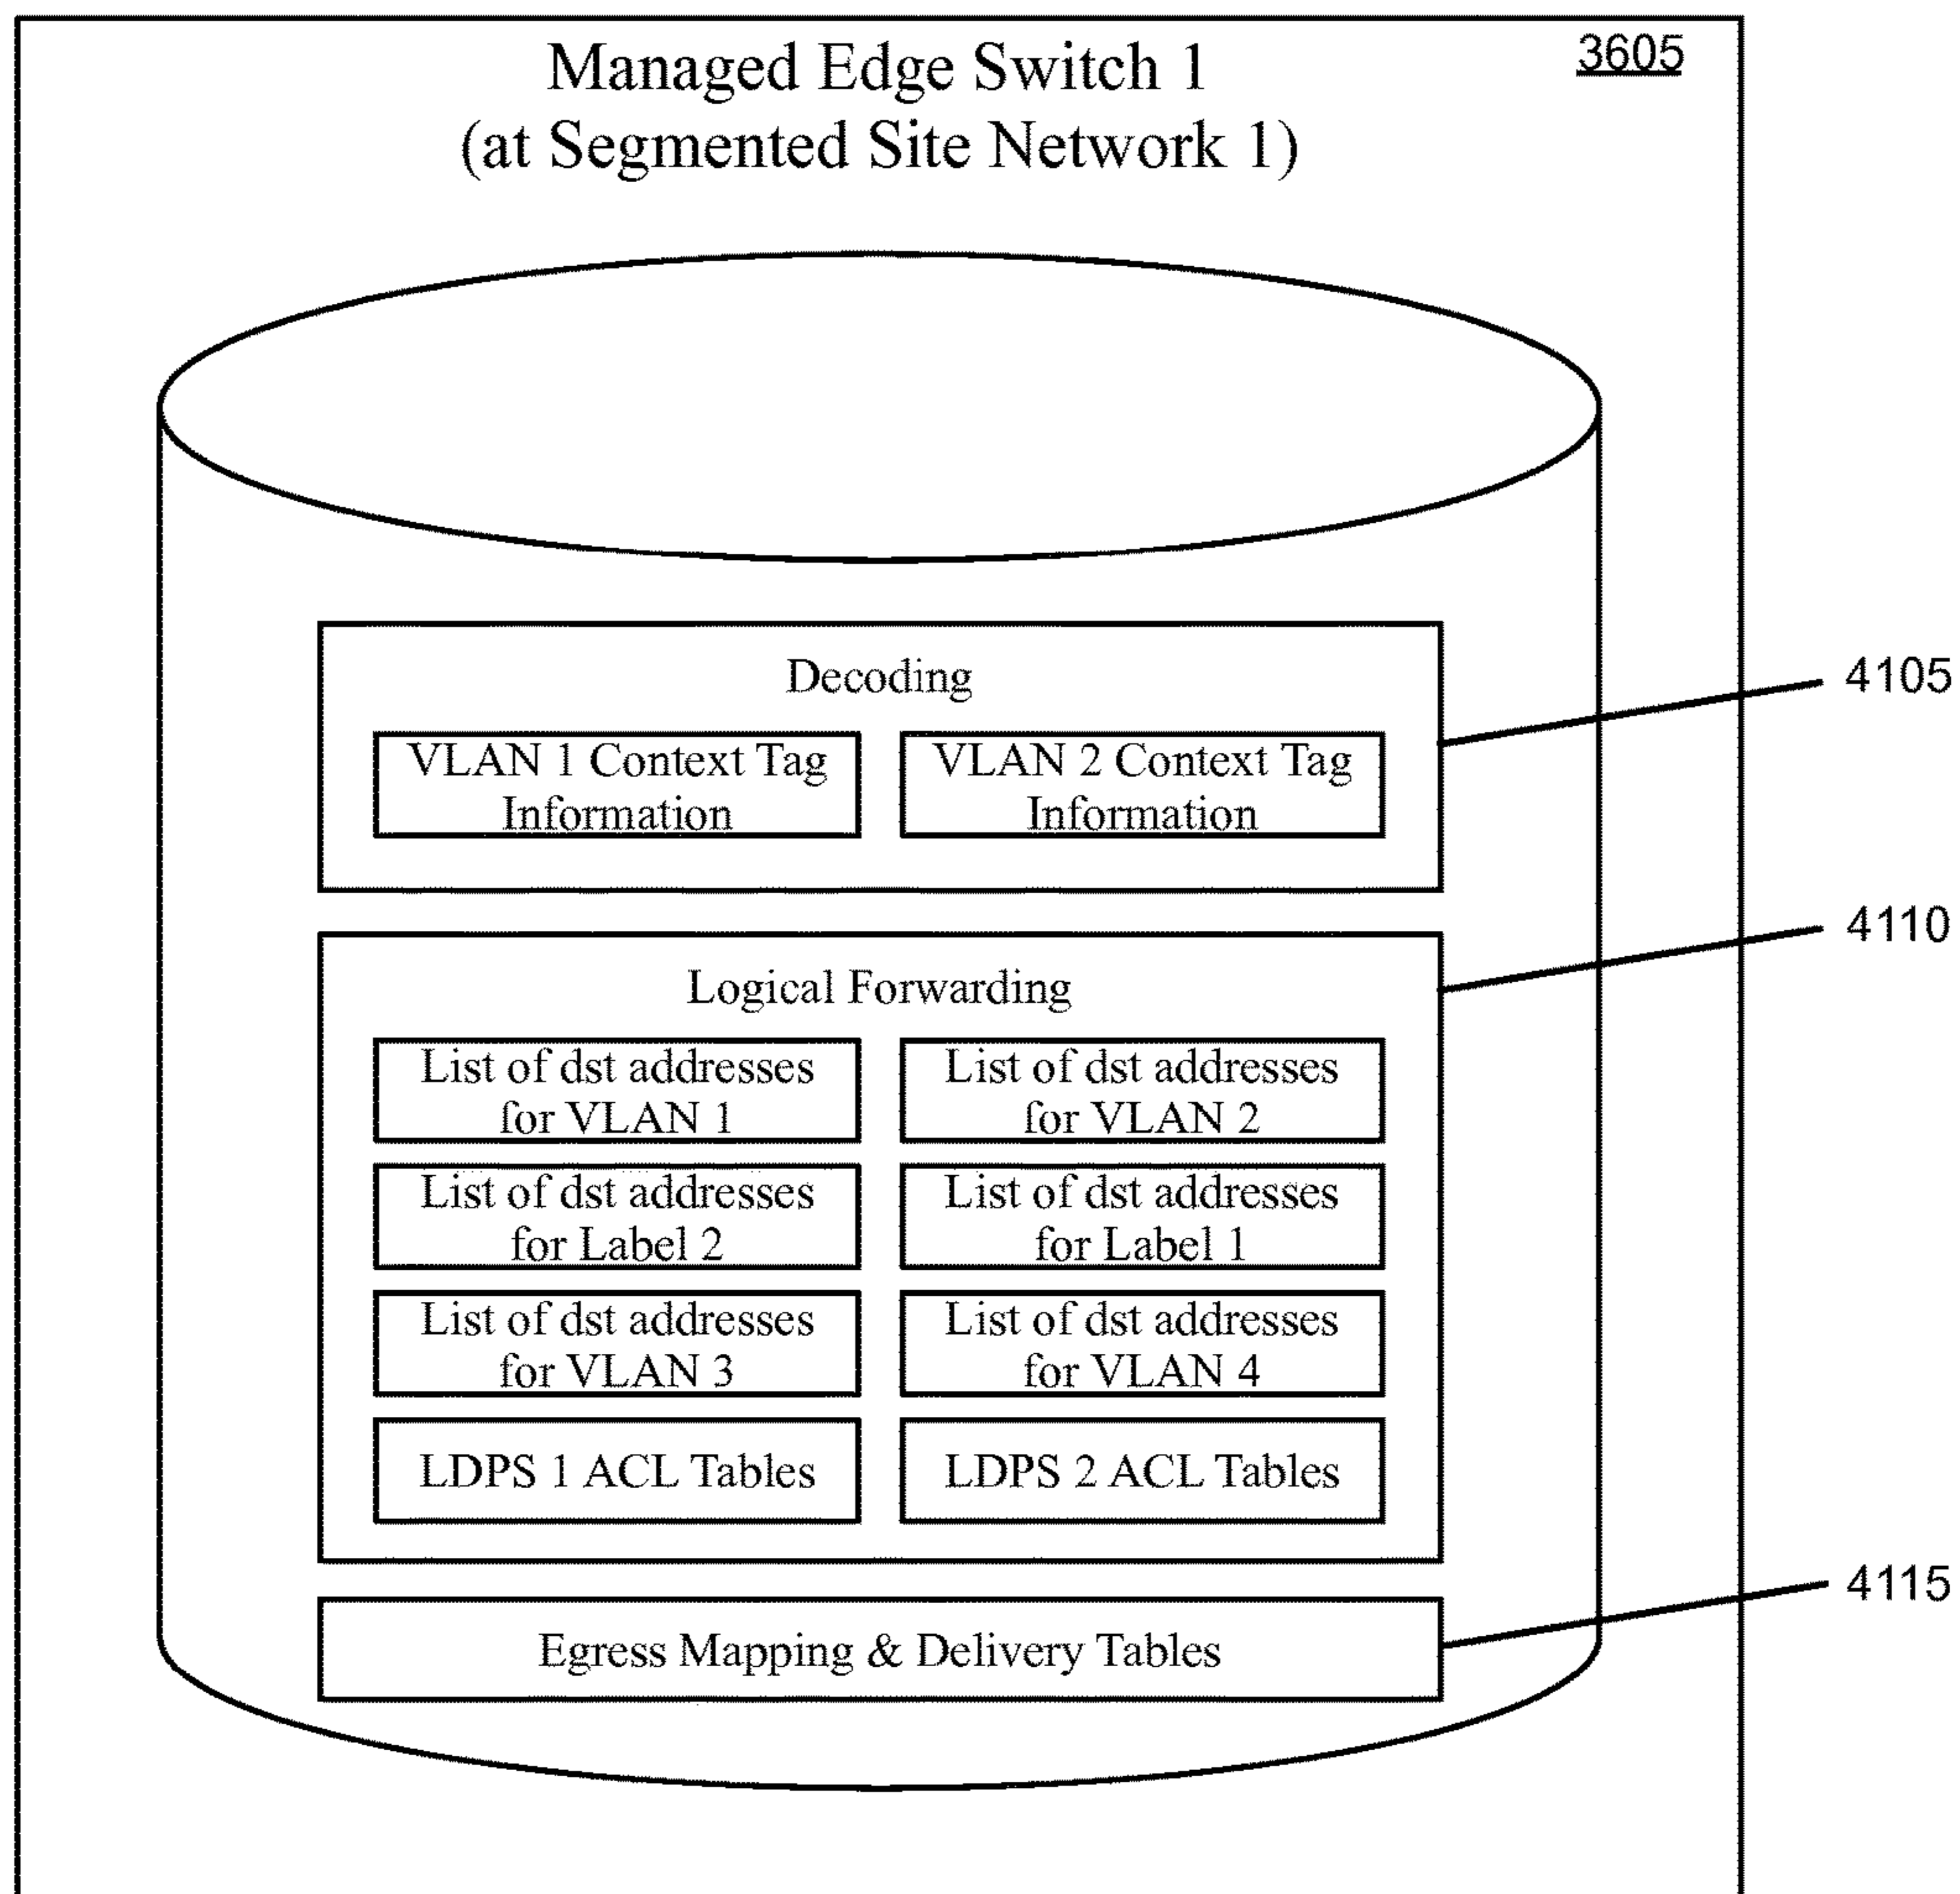 Managed Edge Switch 1
3605
(at Segmented Site Network 1)
Decoding
4105
VLAN 1 Context Tag
Information
VLAN 2 Context Tag
Information
4110
Logical Forwarding
List of dst addresses
for VLAN 1
List of dst addresses
for VLAN 2
List of dst addresses
for Label 2
List of dst addresses
for Label 1
List of dst addresses
for VLAN 3
List of dst addresses
for VLAN 4
LDPS 1 ACL Tables
LDPS 2 ACL Tables
4115
Egress Mapping & Delivery Tables